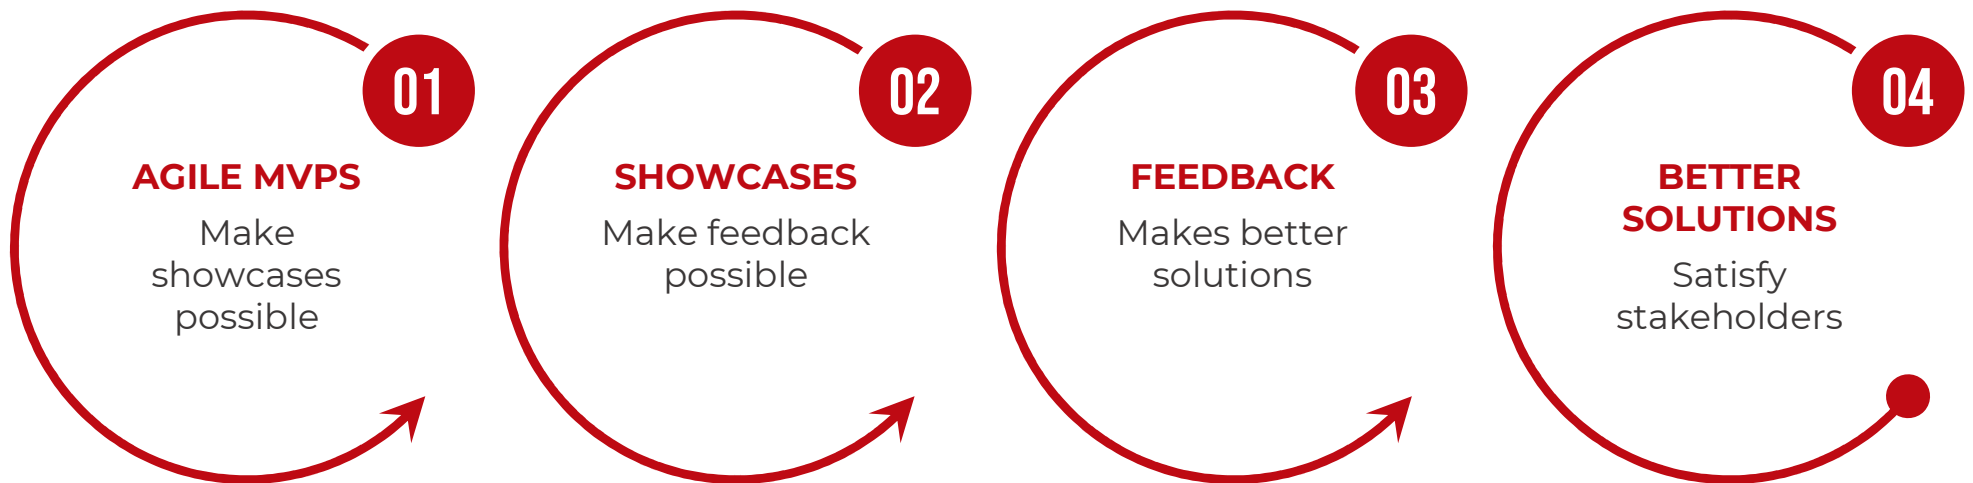 01
AGILE MVPS
Make
showcases
possible
02
SHOWCASES
Make feedback
possible
03
FEEDBACK
Makes better
solutions
04
BETTER
SOLUTIONS
Satisfy
stakeholders